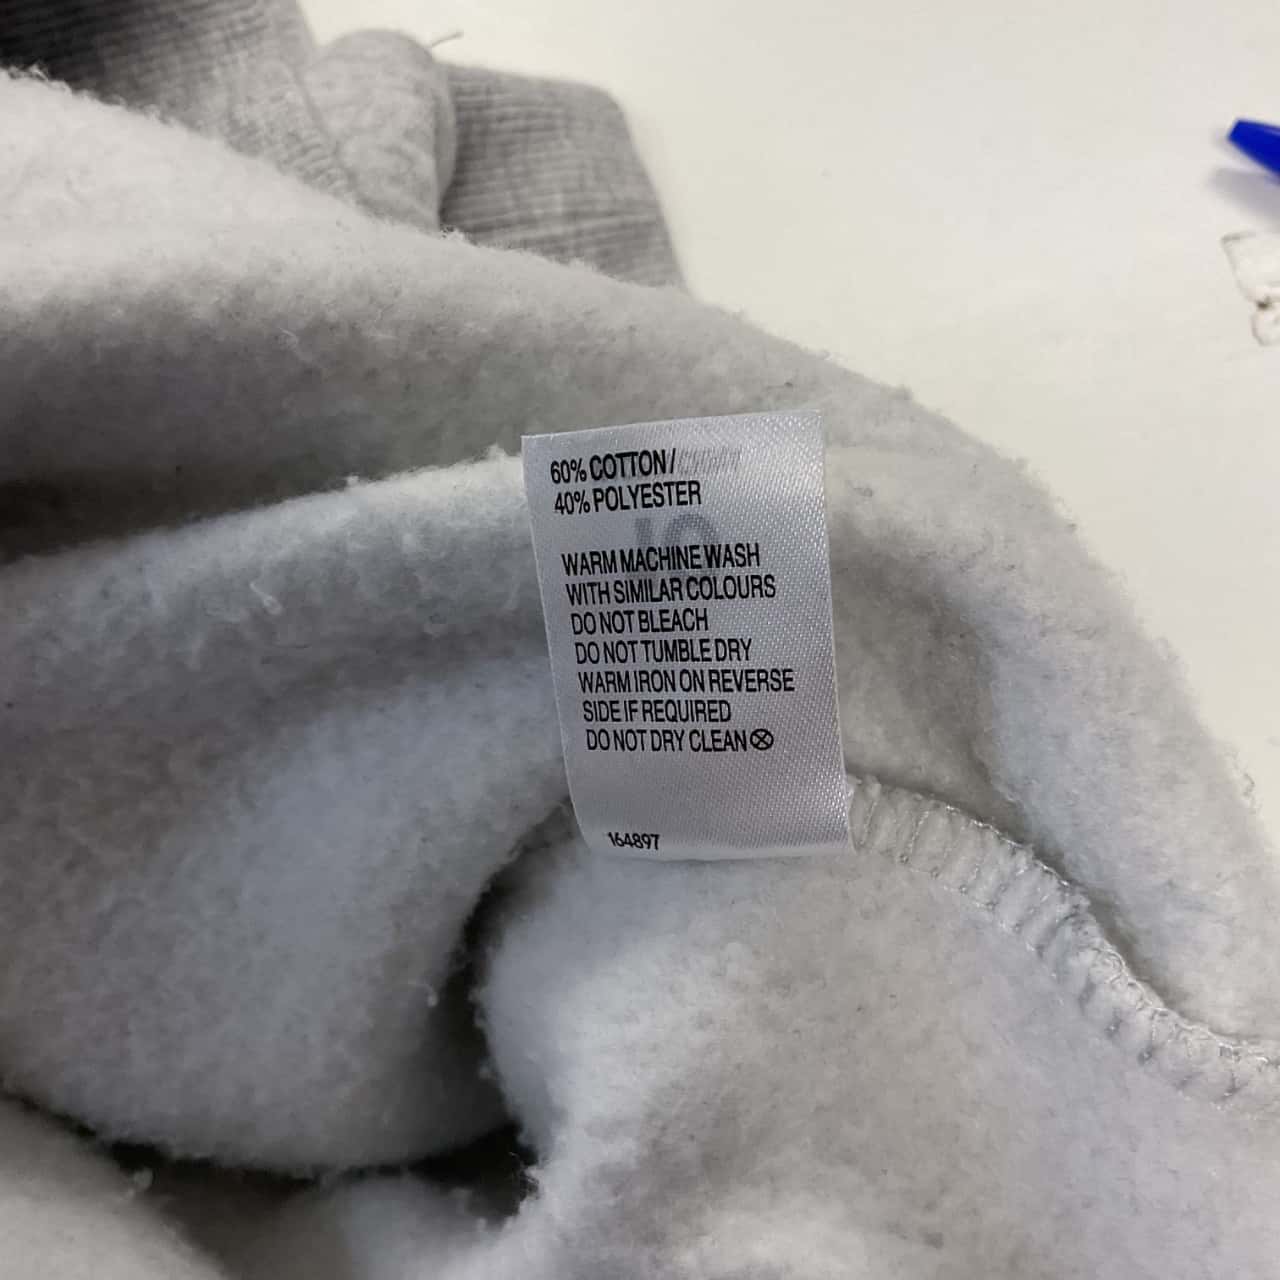 60% COTTON/
40% POLYESTER
WARM MACHINE WASH
WITH SIMILAR COLOURS
DO NOT BLEACH
DO NOT TUMBLE DRY
WARM IRON ON REVERSE
SIDE IF REQUIRED
DO NOT DRY CLEAN
164897